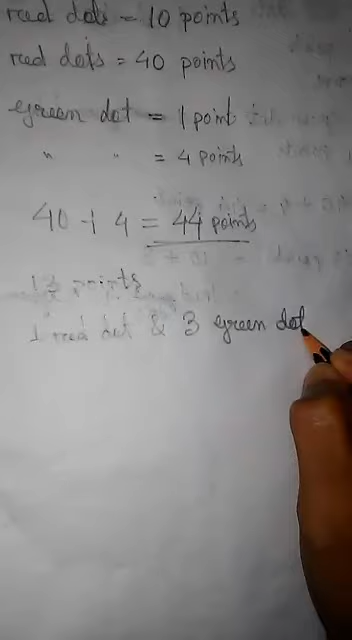 red dots = 10 points
red dots = 40 points
green dot = 1 point
" " = 4 points
40 + 4 = 44 points
13 points
1 red dot & 3 green dot